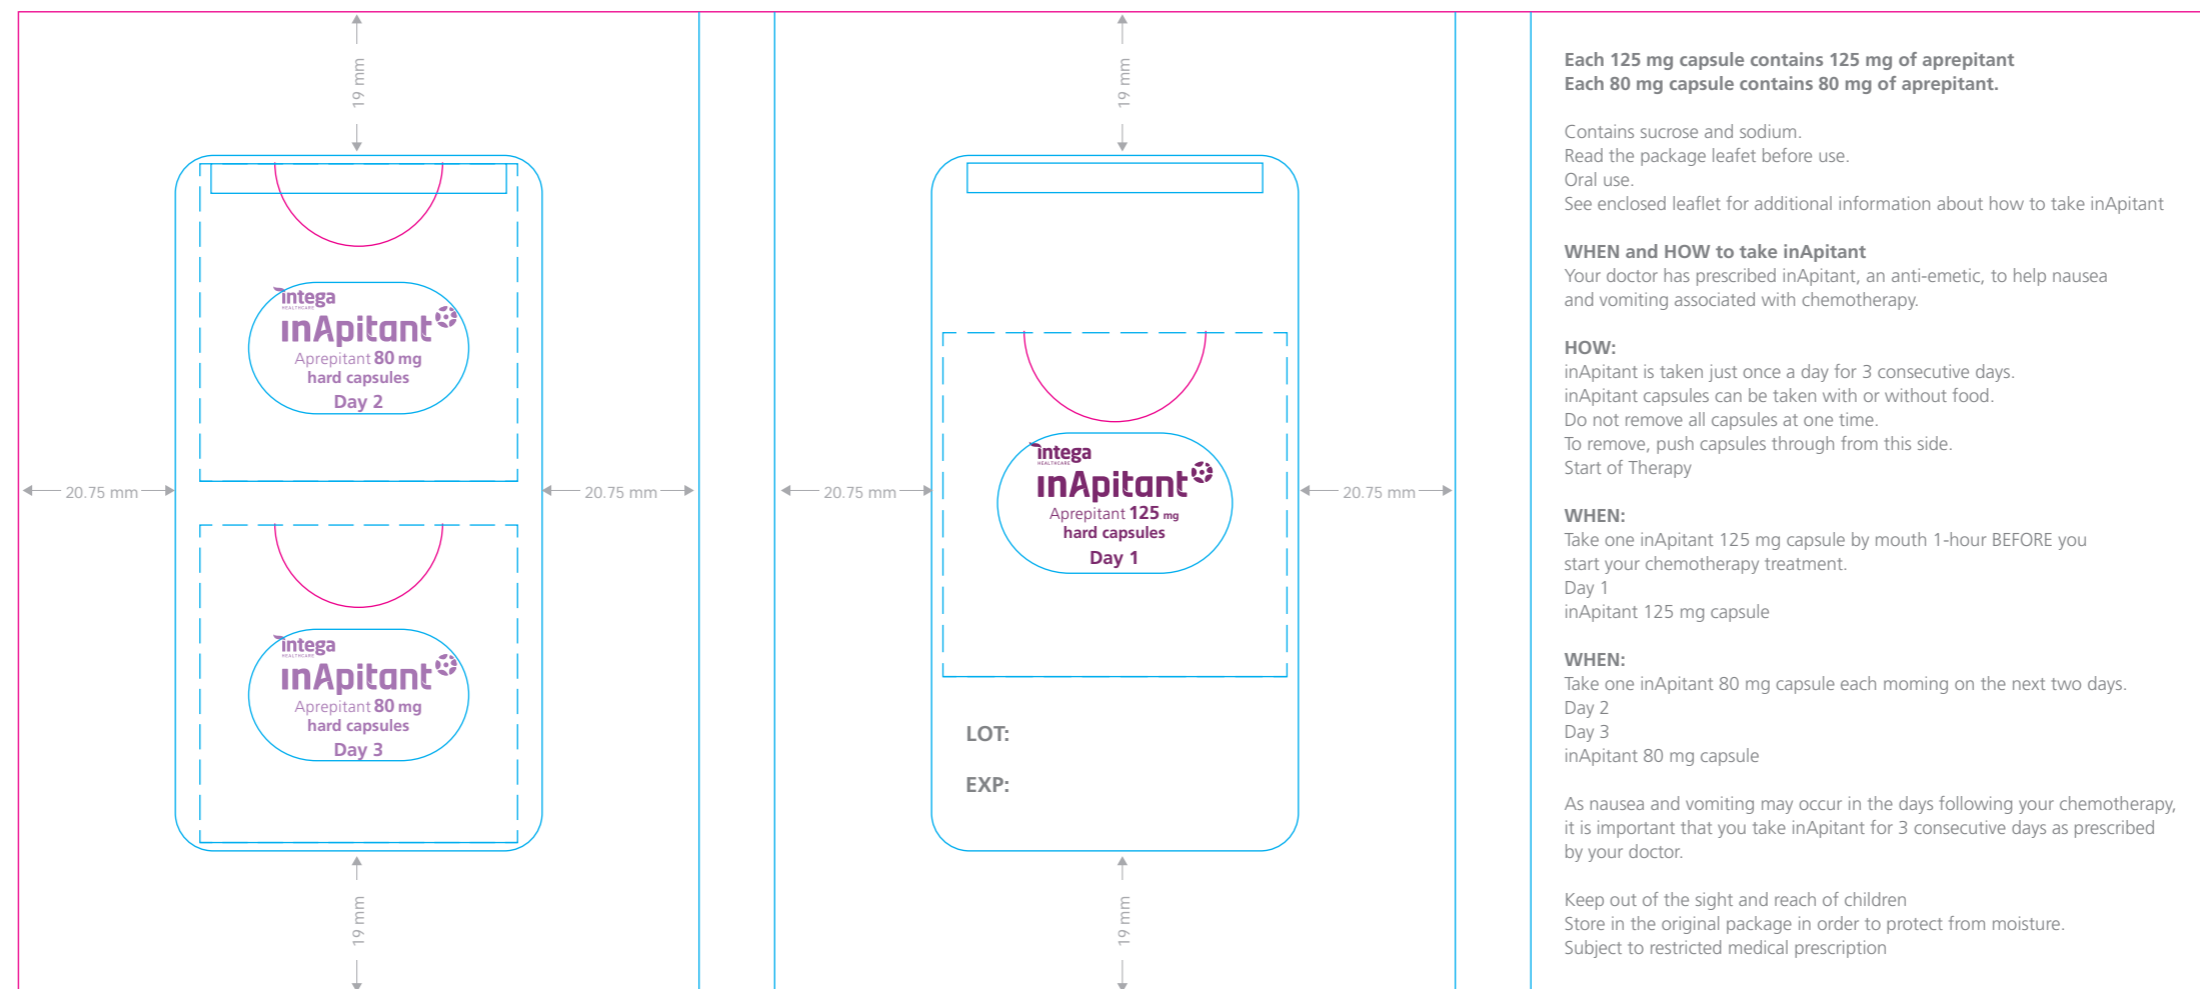 19 mm
20.75 mm
intega
HEALTHCARE
inApitant
Aprepitant 80 mg
hard capsules
Day 2
intega
HEALTHCARE
inApitant
Aprepitant 80 mg
hard capsules
Day 3
20.75 mm
19 mm
19 mm
20.75 mm
intega
HEALTHCARE
inApitant
Aprepitant 125 mg
hard capsules
Day 1
20.75 mm
LOT:
EXP:
19 mm
Each 125 mg capsule contains 125 mg of aprepitant
Each 80 mg capsule contains 80 mg of aprepitant.
Contains sucrose and sodium.
Read the package leafet before use.
Oral use.
See enclosed leaflet for additional information about how to take inApitant
WHEN and HOW to take inApitant
Your doctor has prescribed inApitant, an anti-emetic, to help nausea
and vomiting associated with chemotherapy.
HOW:
inApitant is taken just once a day for 3 consecutive days.
inApitant capsules can be taken with or without food.
Do not remove all capsules at one time.
To remove, push capsules through from this side.
Start of Therapy
WHEN:
Take one inApitant 125 mg capsule by mouth 1-hour BEFORE you
start your chemotherapy treatment.
Day 1
inApitant 125 mg capsule
WHEN:
Take one inApitant 80 mg capsule each moming on the next two days.
Day 2
Day 3
inApitant 80 mg capsule
As nausea and vomiting may occur in the days following your chemotherapy,
it is important that you take inApitant for 3 consecutive days as prescribed
by your doctor.
Keep out of the sight and reach of children
Store in the original package in order to protect from moisture.
Subject to restricted medical prescription